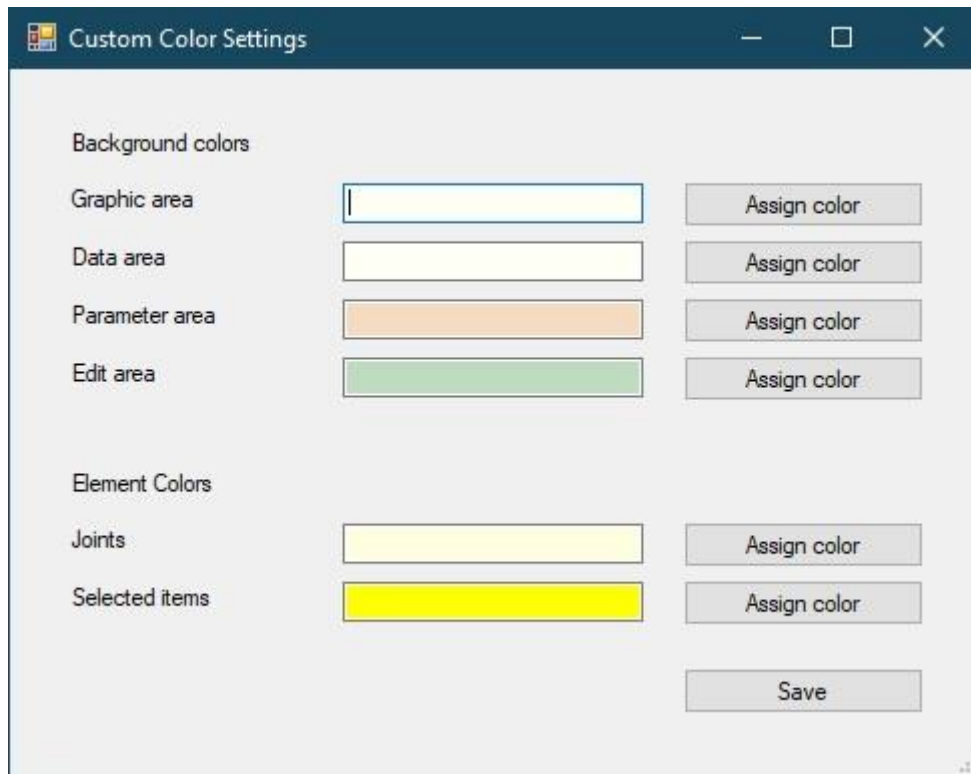 Custom Color Settings
Background colors
Graphic area Assign color
Data area Assign color
Parameter area Assign color
Edit area Assign color
Element Colors
Joints Assign color
Selected items Assign color
Save